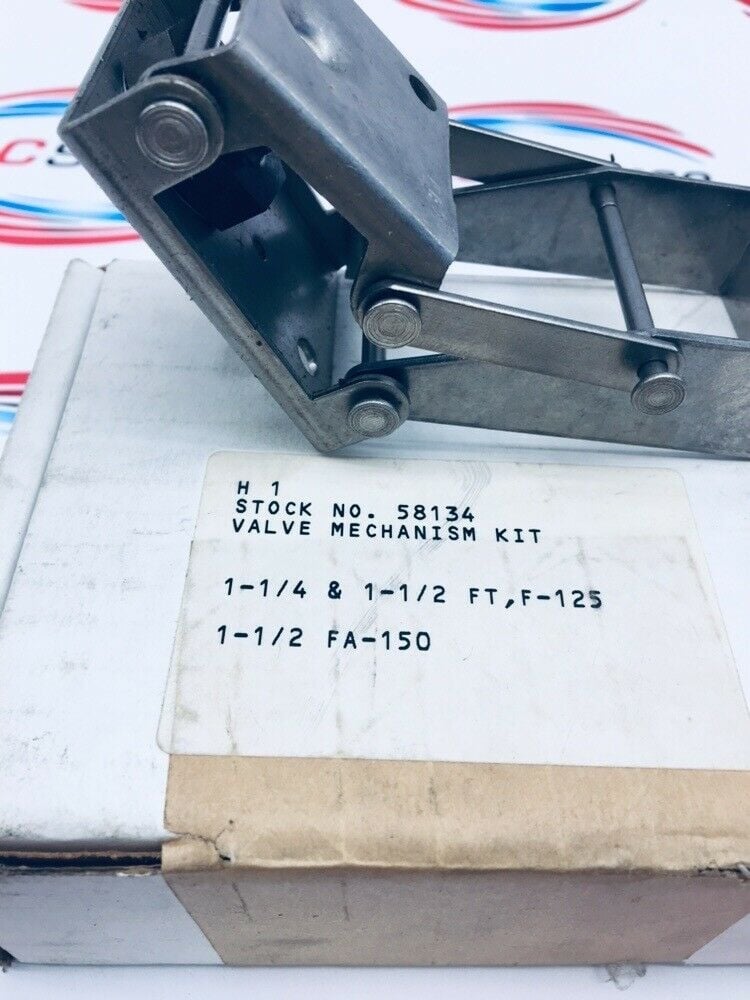 CS
H 1
STOCK NO. 58134
VALVE MECHANISM KIT
1-1/4 & 1-1/2 FT,F-125
1-1/2 FA-150